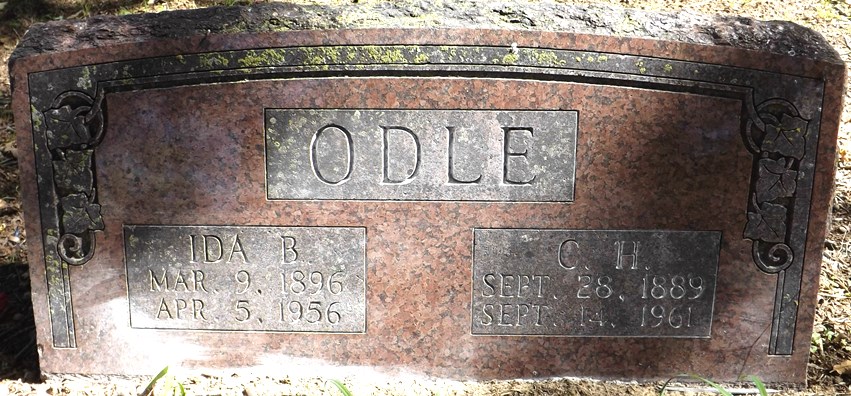 ODLE
IDA B.
MAR. 9, 1896
APR. 5, 1956
C. H.
SEPT. 28, 1889
SEPT. 14, 1961